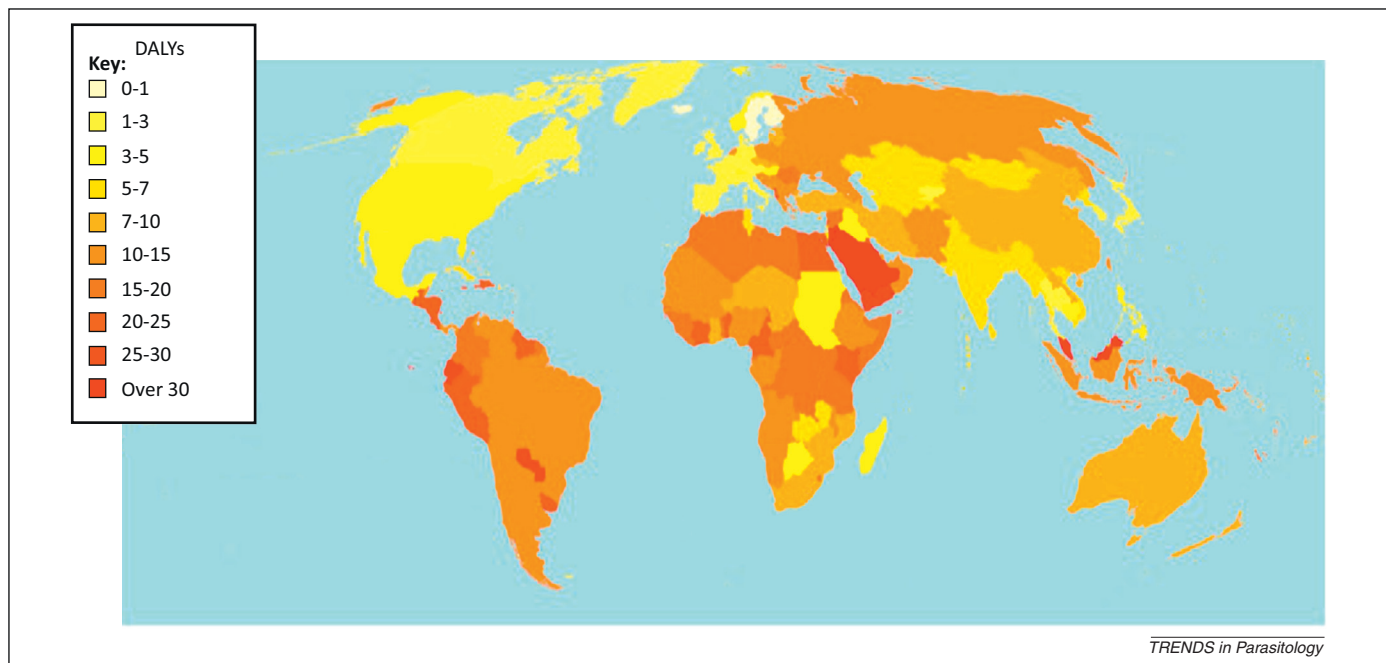 DALYs
Key:
0-1
1-3
3-5
5-7
7-10
10-15
15-20
20-25
25-30
Over 30
TRENDS in Parasitology